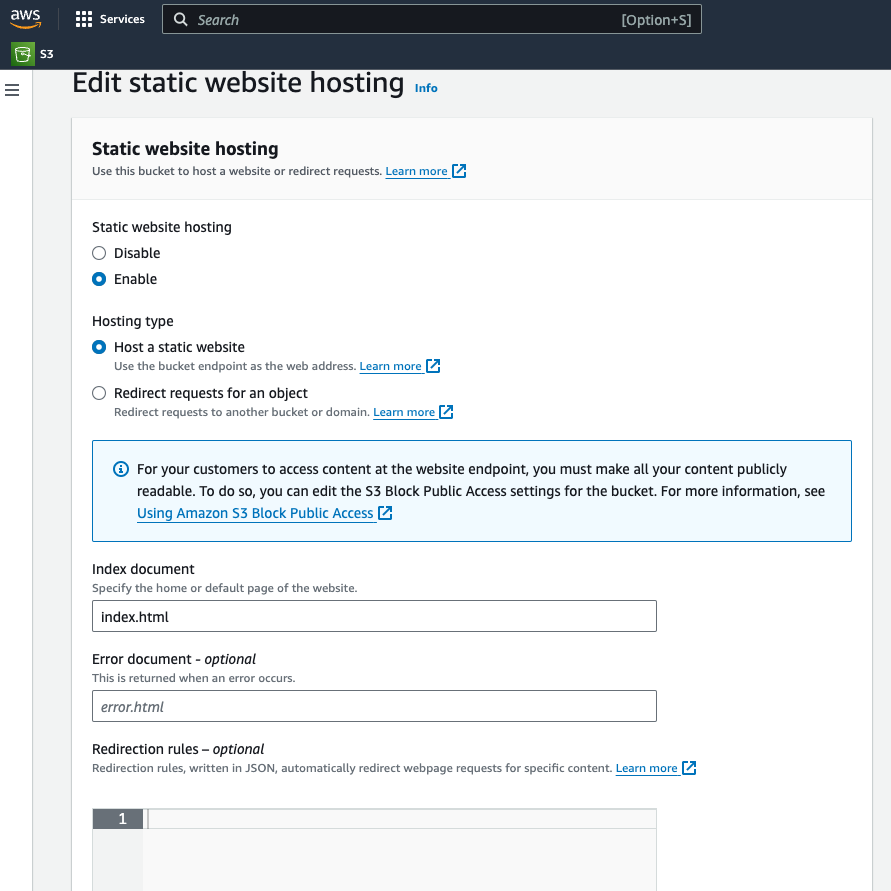 aws
Services
Search
[Option+S]
S3
Edit static website hosting Info
Static website hosting
Use this bucket to host a website or redirect requests. Learn more
Static website hosting
Disable
Enable
Hosting type
Host a static website
Use the bucket endpoint as the web address. Learn more
Redirect requests for an object
Redirect requests to another bucket or domain. Learn more
For your customers to access content at the website endpoint, you must make all your content publicly
readable. To do so, you can edit the S3 Block Public Access settings for the bucket. For more information, see
Using Amazon S3 Block Public Access
Index document
Specify the home or default page of the website.
index.html
Error document - optional
This is returned when an error occurs.
error.html
Redirection rules – optional
Redirection rules, written in JSON, automatically redirect webpage requests for specific content. Learn more
1